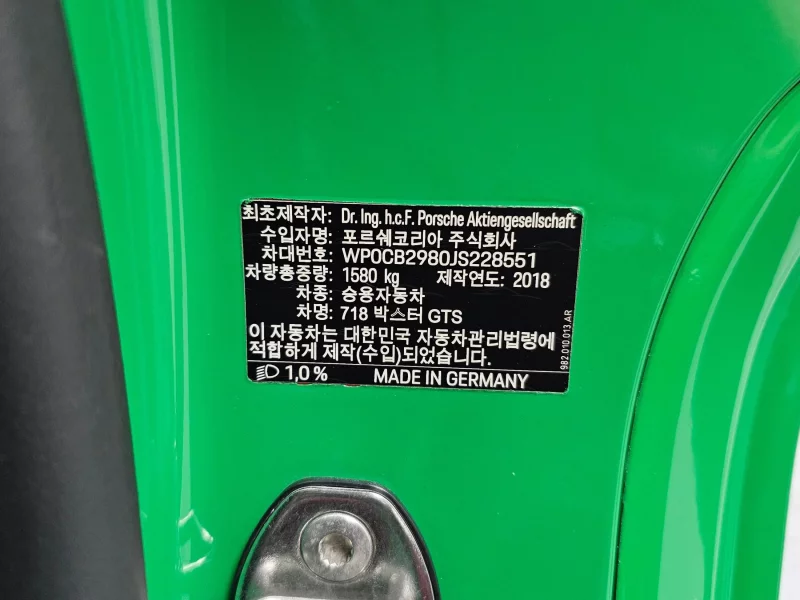 최초제작자: Dr. Ing. h.c.F. Porsche Aktiengesellschaft
수입자명: 포르쉐코리아 주식회사
차대번호: WP0CB2980JS228551
차량총중량: 1580 kg 제작연도: 2018
차종: 승용자동차
차명: 718 박스터 GTS
이 자동차는 대한민국 자동차관리법령에
적합하게 제작(수입)되었습니다.
1,0 % MADE IN GERMANY
982.010.013.AR